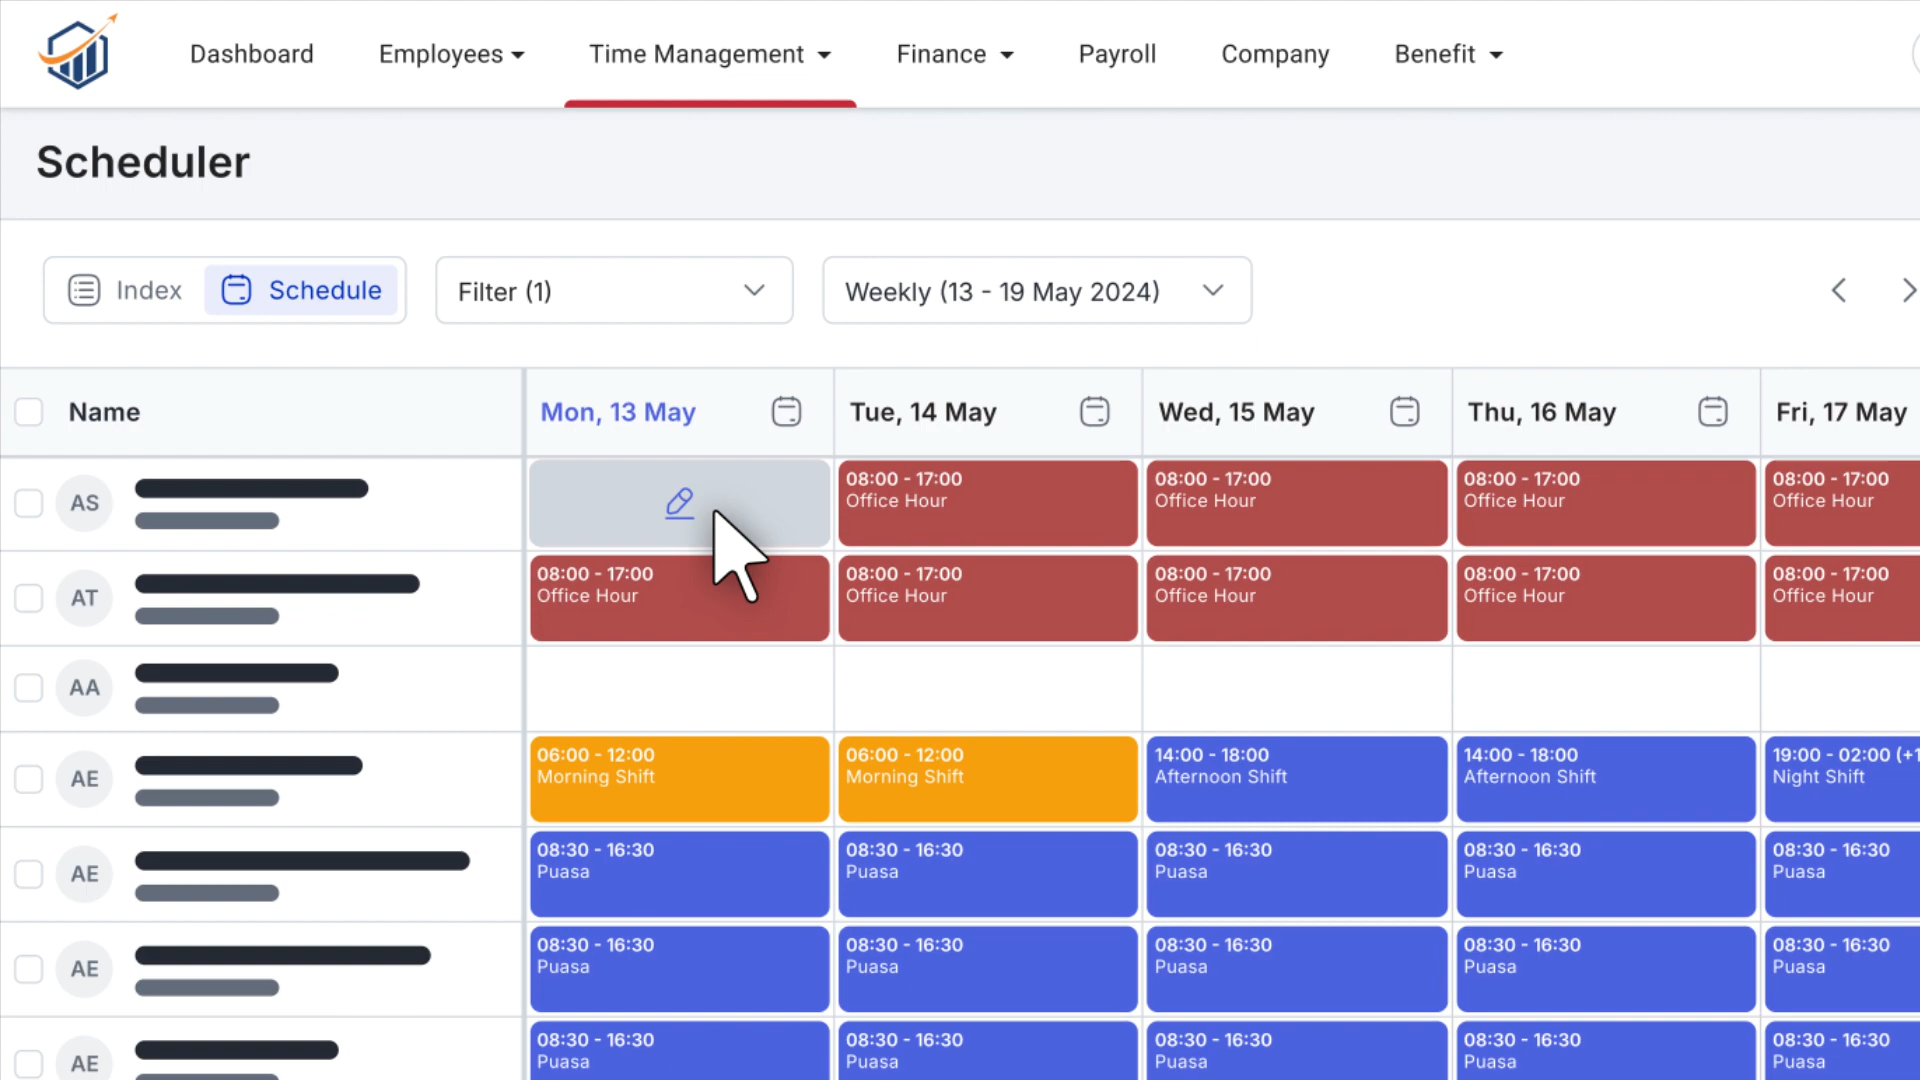 Dashboard Employees Time Management Finance Payroll Company Benefit
Scheduler
Index Schedule Filter (1) Weekly (13 - 19 May 2024)
Name Mon, 13 May Tue, 14 May Wed, 15 May Thu, 16 May Fri, 17 May
AS
08:00 - 17:00 08:00 - 17:00 08:00 - 17:00 08:00 - 17:00
Office Hour Office Hour Office Hour Office Hour
AT
08:00 - 17:00 08:00 - 17:00 08:00 - 17:00 08:00 - 17:00 08:00 - 17:00
Office Hour Office Hour Office Hour Office Hour Office Hour
AA
AE
06:00 - 12:00 06:00 - 12:00 14:00 - 18:00 14:00 - 18:00 19:00 - 02:00 (+1
Morning Shift Morning Shift Afternoon Shift Afternoon Shift Night Shift
AE
08:30 - 16:30 08:30 - 16:30 08:30 - 16:30 08:30 - 16:30 08:30 - 16:30
Puasa Puasa Puasa Puasa Puasa
AE
08:30 - 16:30 08:30 - 16:30 08:30 - 16:30 08:30 - 16:30 08:30 - 16:30
Puasa Puasa Puasa Puasa Puasa
AE
08:30 - 16:30 08:30 - 16:30 08:30 - 16:30 08:30 - 16:30 08:30 - 16:30
Puasa Puasa Puasa Puasa Puasa